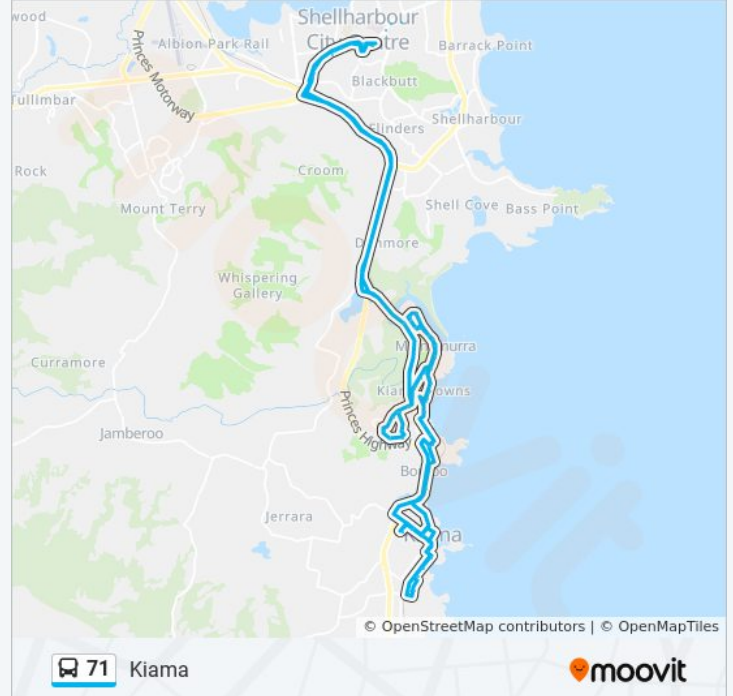 wood
Shellharbour
City Centre
Albion Park Rail
Barrack Point
Princes Motorway
Blackbutt
Tullimbar
Flinders
Shellharbour
Rock
Croom
Mount Terry
Shell Cove
Bass Point
Dunmore
Whispering
Gallery
Minnamurra
Curramore
Kiama Downs
Princes Highway
Jamberoo
Bombo
Jerrara
Kiama
© OpenStreetMap contributors | © OpenMapTiles
71 Kiama
moovit